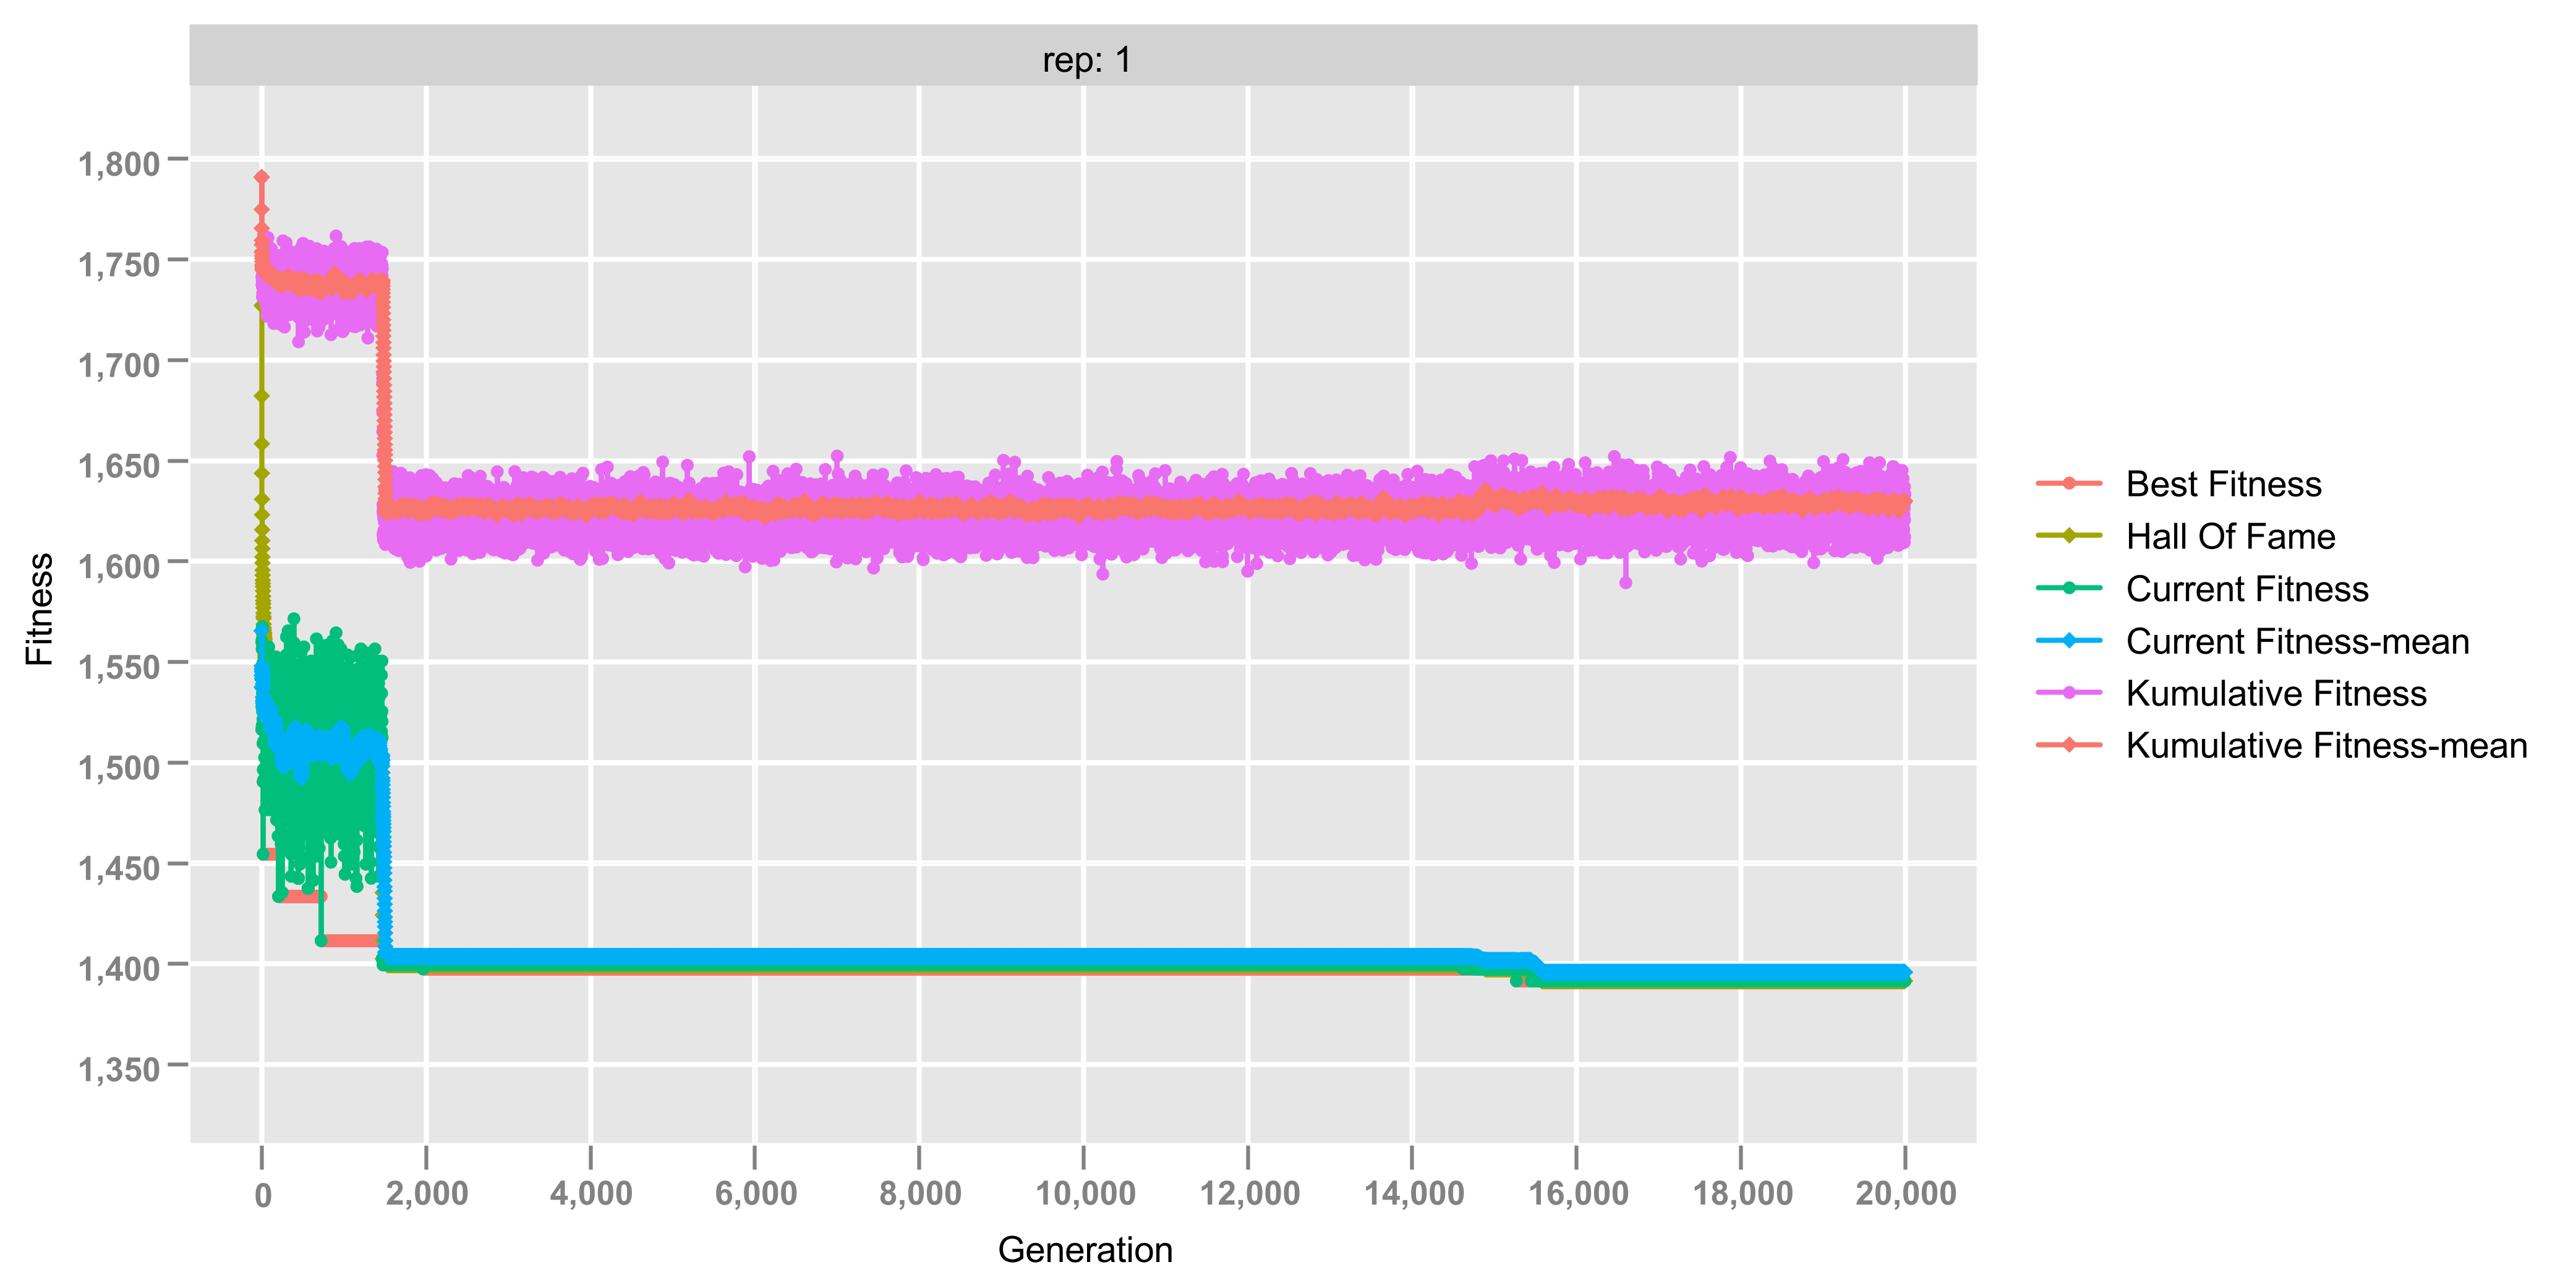 rep: 1
1,800
1,750
1,700
1,650
1,600
1,550
1,500
1,450
1,400
1,350
Fitness
0 2,000 4,000 6,000 8,000 10,000 12,000 14,000 16,000 18,000 20,000
Generation
Best Fitness
Hall Of Fame
Current Fitness
Current Fitness-mean
Kumulative Fitness
Kumulative Fitness-mean